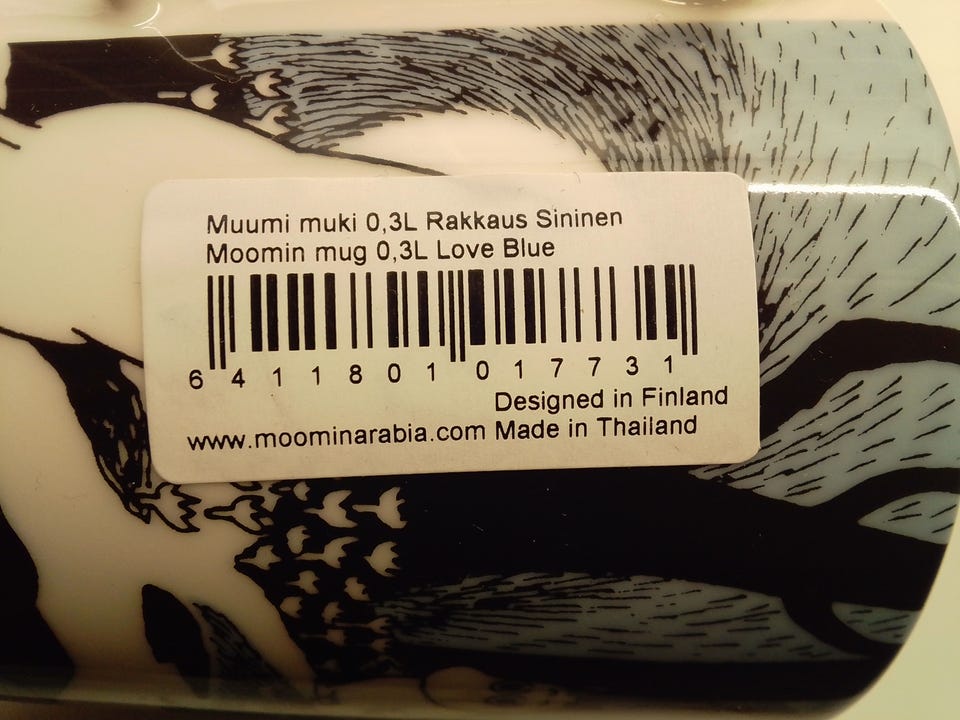 Muumi muki 0,3L Rakkaus Sininen
Moomin mug 0,3L Love Blue
6 411801 017731
Designed in Finland
www.moominarabia.com Made in Thailand